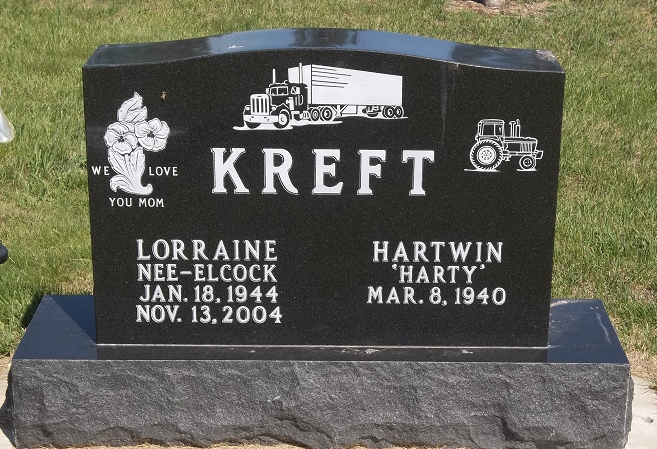 WE LOVE
YOU MOM
KREFT
LORRAINE
NEE-ELCOCK
JAN. 18, 1944
NOV. 13, 2004
HARTWIN
'HARTY'
MAR. 8, 1940